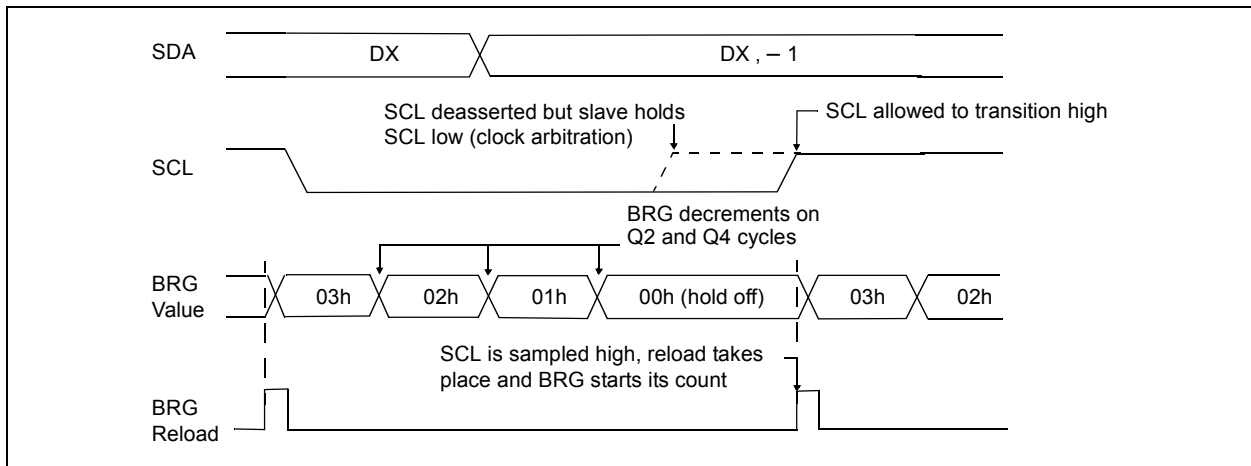 SDA
DX
DX , – 1
SCL deasserted but slave holds
SCL low (clock arbitration)
SCL allowed to transition high
SCL
BRG decrements on
Q2 and Q4 cycles
BRG
Value
03h
02h
01h
00h (hold off)
03h
02h
SCL is sampled high, reload takes
place and BRG starts its count
BRG
Reload